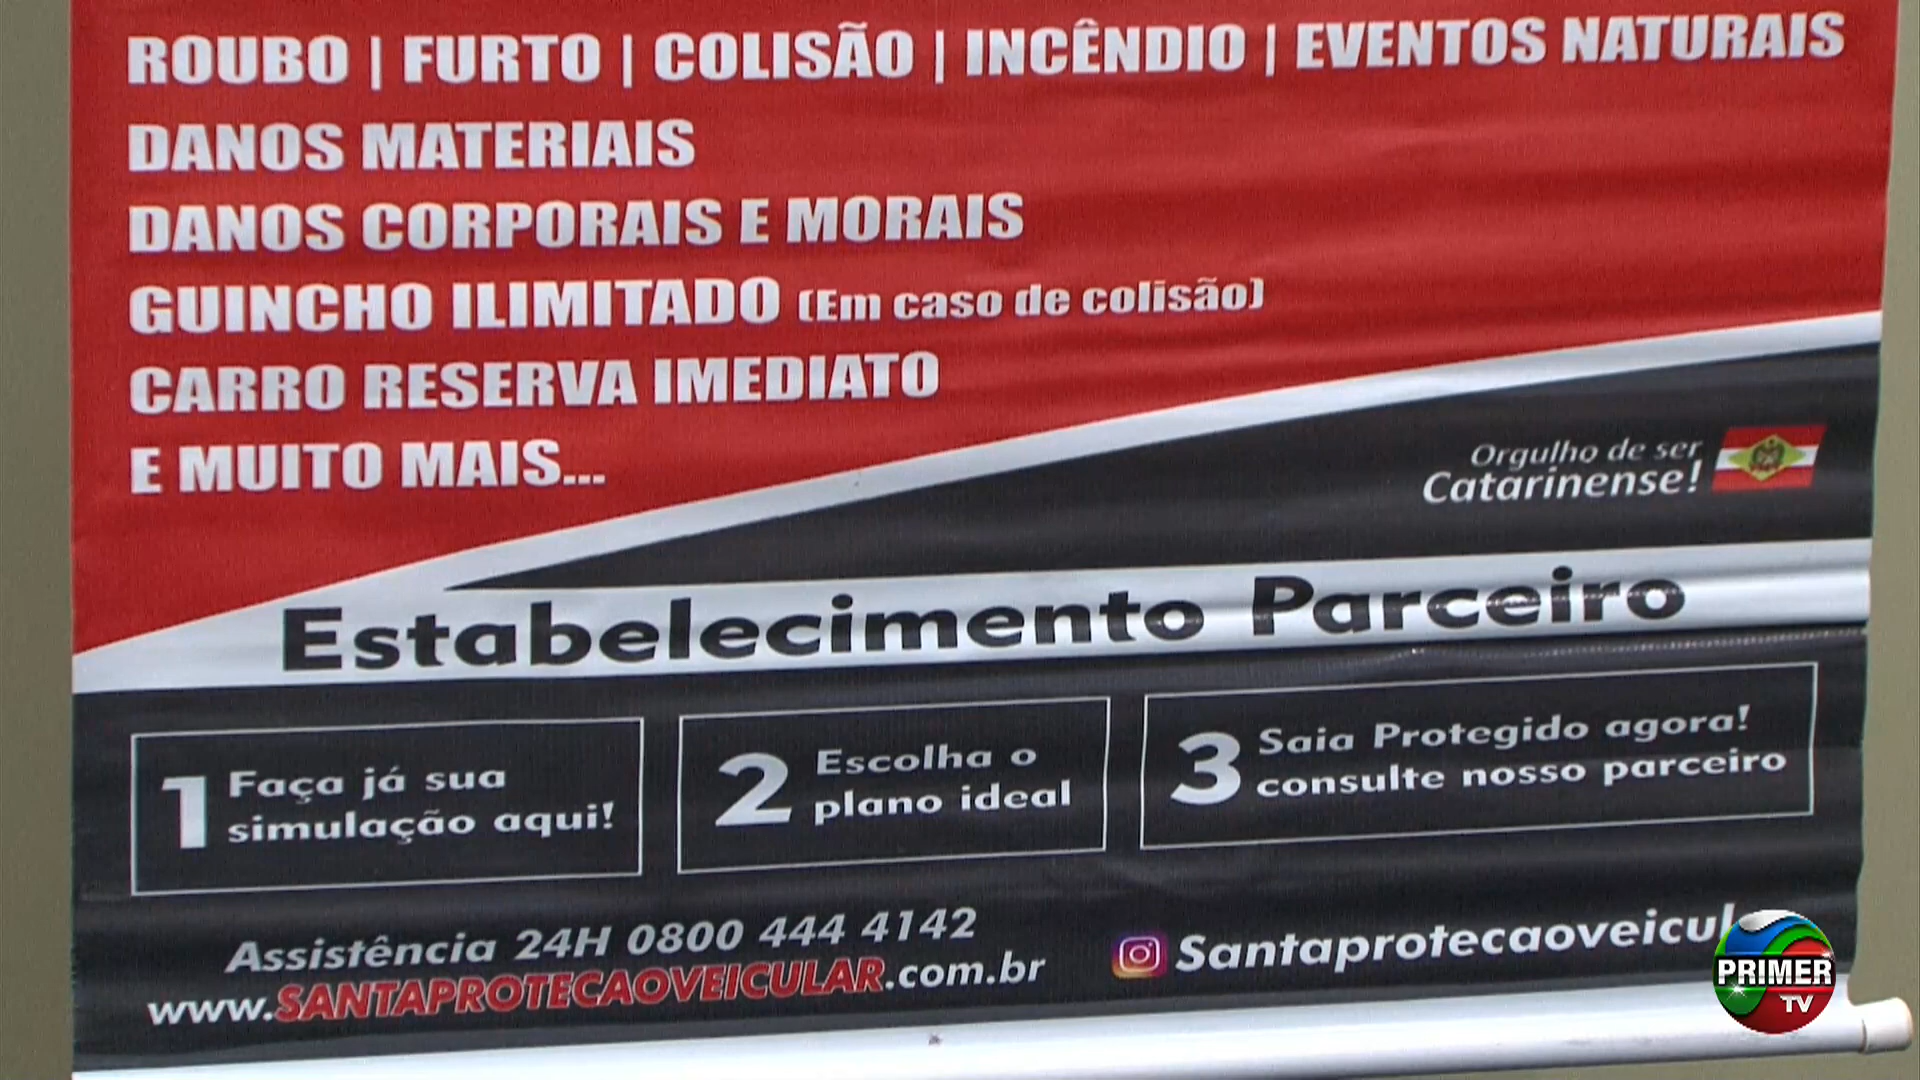 ROUBO | FURTO | COLISÃO | INCÊNDIO | EVENTOS NATURAIS
DANOS MATERIAIS
DANOS CORPORAIS E MORAIS
GUINCHO ILIMITADO (Em caso de colisão)
CARRO RESERVA IMEDIATO
E MUITO MAIS...
Orgulho de ser
Catarinense!
Estabelecimento Parceiro
1 Faça já sua
simulação aqui!
2 Escolha o
plano ideal
3 Saia Protegido agora!
consulte nosso parceiro
Assistência 24H 0800 444 4142
www.SANTAPROTECAOVEICULAR.com.br
Santaprotecaoveicul
PRIMER
TV